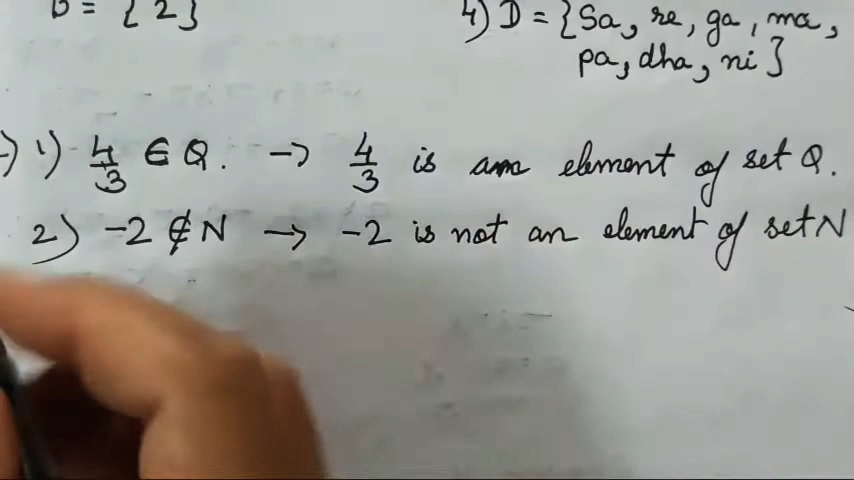 B = { 2 }
4) D = { Sa, re, ga, ma,
pa, dha, ni }
1) 4/3 ∈ Q. → 4/3 is an element of set Q.
2) -2 ∉ N → -2 is not an element of set N